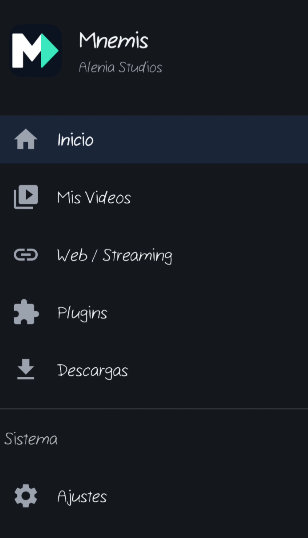 Mnemis
Alenia Studios
Inicio
Mis Videos
Web / Streaming
Plugins
Descargas
Sistema
Ajustes